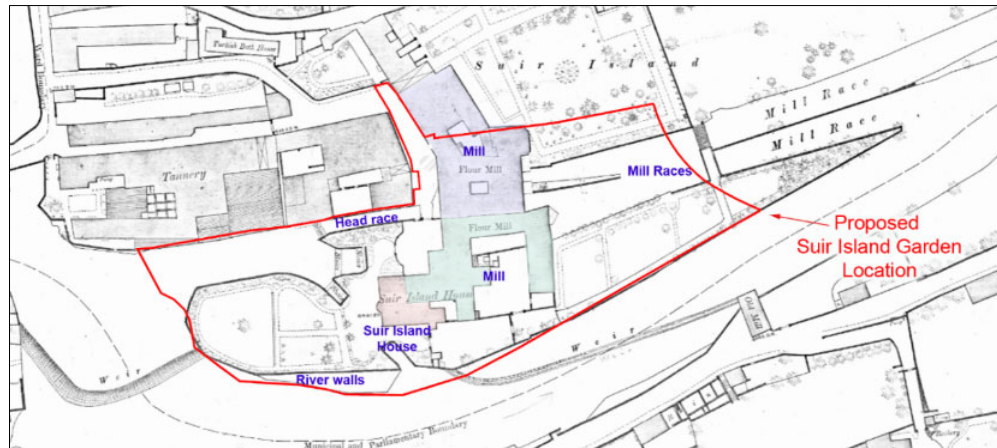 Turkish Bath House
Suir Island
Mill Race
Mill Race
Mill
Flour Mill
Mill Races
Tannery
Head race
Flour Mill
Proposed
Suir Island Garden
Location
Mill
Suir Island House
Suir Island
House
Oil Mill
Weir
Weir
River walls
Municipal and Parliamentary Boundary